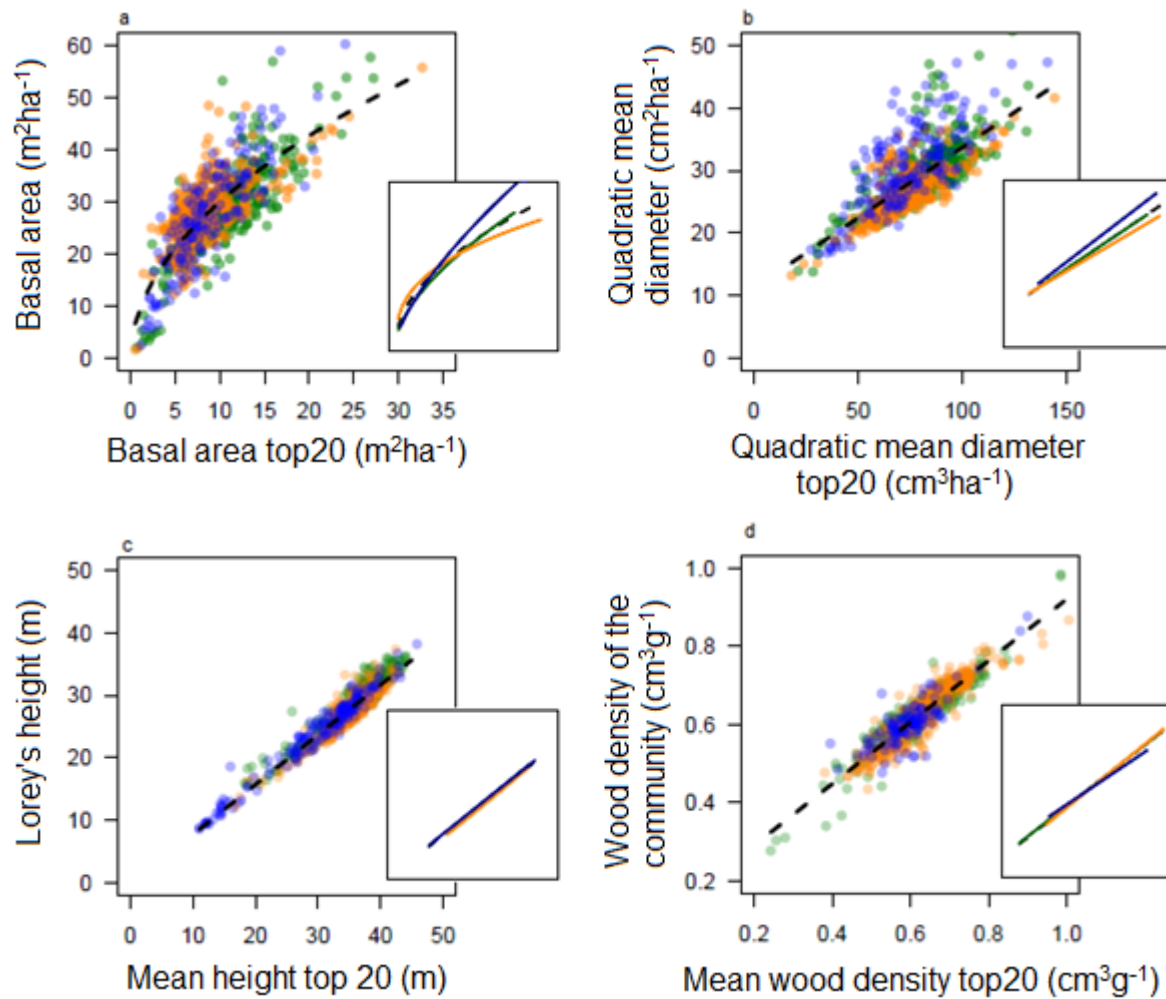 a
Basal area (m²ha⁻¹)
60
50
40
30
20
10
0
0 5 10 15 20 25 30 35
Basal area top20 (m²ha⁻¹)
b
Quadratic mean
diameter (cm²ha⁻¹)
50
40
30
20
10
0
0 50 100 150
Quadratic mean diameter
top20 (cm³ha⁻¹)
c
Lorey's height (m)
50
40
30
20
10
0
0 10 20 30 40 50
Mean height top 20 (m)
d
Wood density of the
community (cm³g⁻¹)
1.0
0.8
0.6
0.4
0.2
0.2 0.4 0.6 0.8 1.0
Mean wood density top20 (cm³g⁻¹)